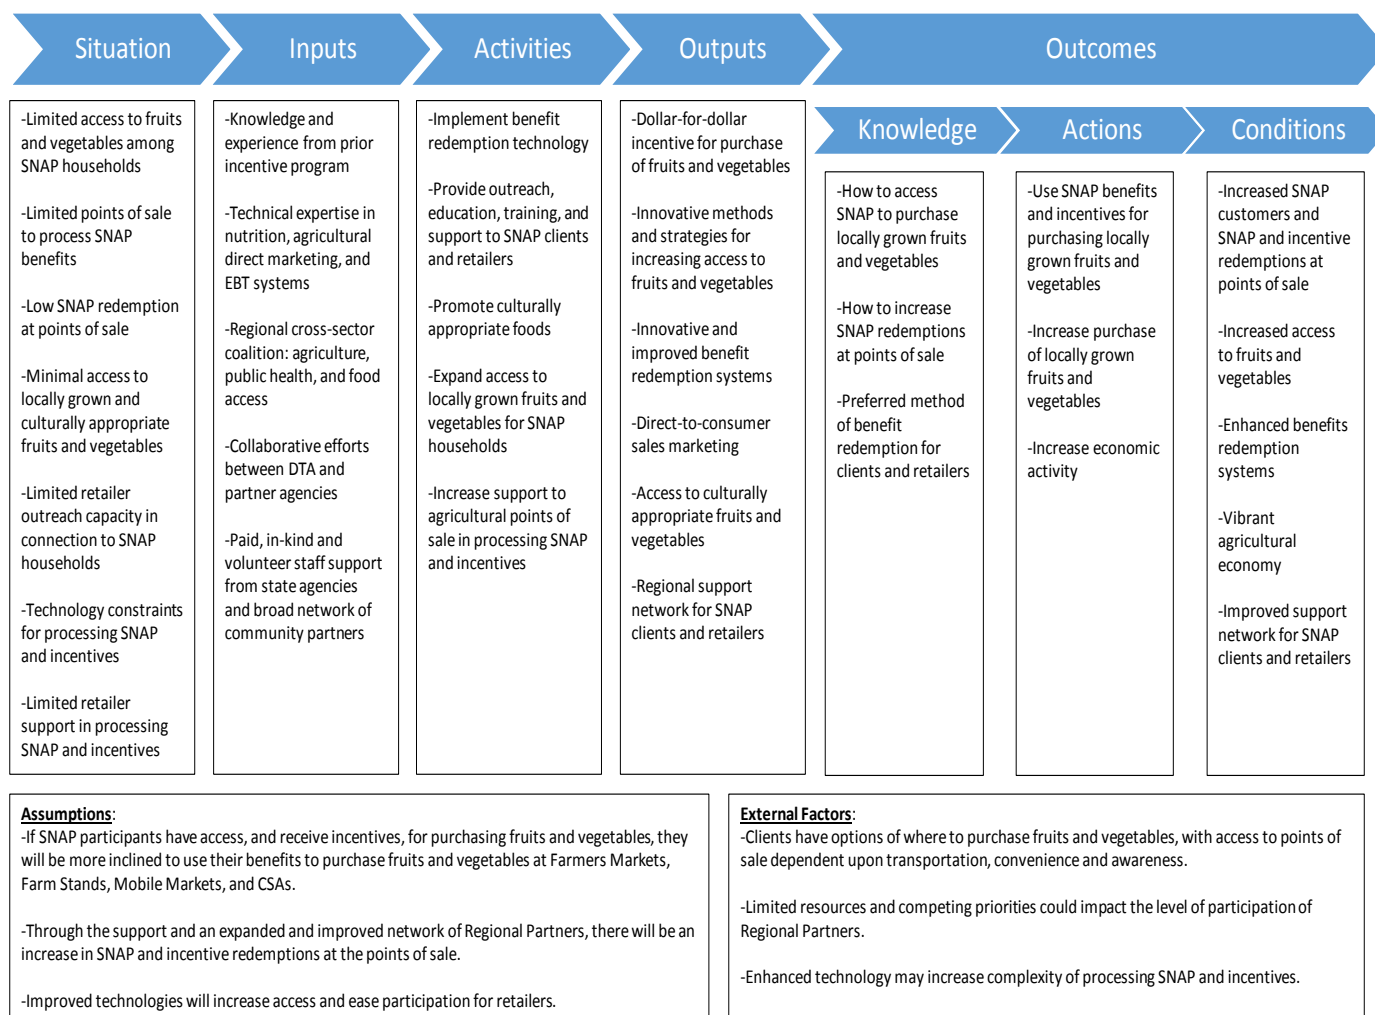 Situation
Inputs
Activities
Outputs
Outcomes
-Limited access to fruits
and vegetables among
SNAP households
-Limited points of sale
to process SNAP
benefits
-Low SNAP redemption
at points of sale
-Minimal access to
locally grown and
culturally appropriate
fruits and vegetables
-Limited retailer
outreach capacity in
connection to SNAP
households
-Technology constraints
for processing SNAP
and incentives
-Limited retailer
support in processing
SNAP and incentives
-Knowledge and
experience from prior
incentive program
-Technical expertise in
nutrition, agricultural
direct marketing, and
EBT systems
-Regional cross-sector
coalition: agriculture,
public health, and food
access
-Collaborative efforts
between DTA and
partner agencies
-Paid, in-kind and
volunteer staff support
from state agencies
and broad network of
community partners
-Implement benefit
redemption technology
-Provide outreach,
education, training, and
support to SNAP clients
and retailers
-Promote culturally
appropriate foods
-Expand access to
locally grown fruits and
vegetables for SNAP
households
-Increase support to
agricultural points of
sale in processing SNAP
and incentives
-Dollar-for-dollar
incentive for purchase
of fruits and vegetables
-Innovative methods
and strategies for
increasing access to
fruits and vegetables
-Innovative and
improved benefit
redemption systems
-Direct-to-consumer
sales marketing
-Access to culturally
appropriate fruits and
vegetables
-Regional support
network for SNAP
clients and retailers
Knowledge
-How to access
SNAP to purchase
locally grown fruits
and vegetables
-How to increase
SNAP redemptions
at points of sale
-Preferred method
of benefit
redemption for
clients and retailers
Actions
-Use SNAP benefits
and incentives for
purchasing locally
grown fruits and
vegetables
-Increase purchase
of locally grown
fruits and
vegetables
-Increase economic
activity
Conditions
-Increased SNAP
customers and
SNAP and incentive
redemptions at
points of sale
-Increased access
to fruits and
vegetables
-Enhanced benefits
redemption
systems
-Vibrant
agricultural
economy
-Improved support
network for SNAP
clients and retailers
Assumptions:
-If SNAP participants have access, and receive incentives, for purchasing fruits and vegetables, they
will be more inclined to use their benefits to purchase fruits and vegetables at Farmers Markets,
Farm Stands, Mobile Markets, and CSAs.
-Through the support and an expanded and improved network of Regional Partners, there will be an
increase in SNAP and incentive redemptions at the points of sale.
-Improved technologies will increase access and ease participation for retailers.
External Factors:
-Clients have options of where to purchase fruits and vegetables, with access to points of
sale dependent upon transportation, convenience and awareness.
-Limited resources and competing priorities could impact the level of participation of
Regional Partners.
-Enhanced technology may increase complexity of processing SNAP and incentives.